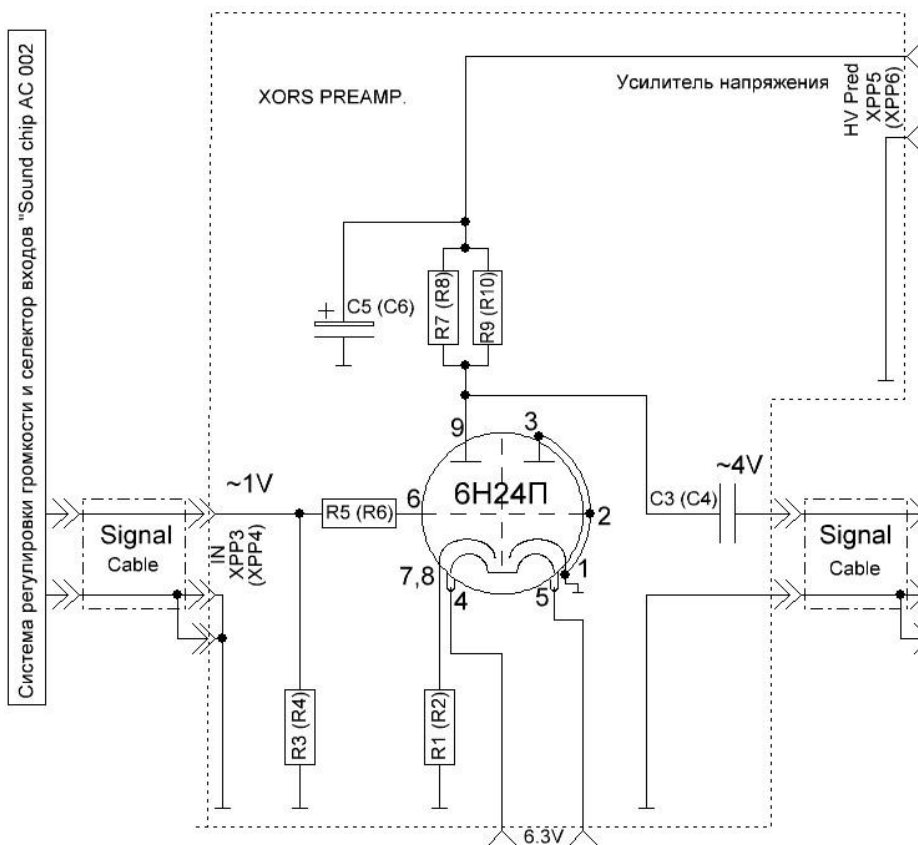 Система регулировки громкости и селектор входов "Sound chip AC 002
XORS PREAMP.
Усилитель напряжения
HV Pred
XPP5
(XPP6)
C5 (C6)
R7 (R8)
R9 (R10)
+
9
3
6Н24П
6
2
7,8
4
5
1
~1V
R5 (R6)
IN
XPP3
(XPP4)
Signal
Cable
C3 (C4)
~4V
Signal
Cable
R3 (R4)
R1 (R2)
6.3V